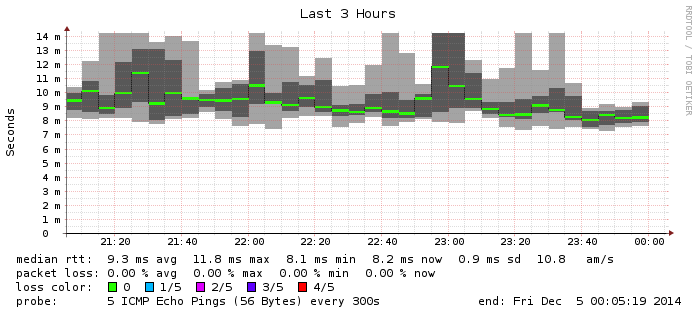 Last 3 Hours
RRDTOOL / TOBI OETIKER
Seconds
14 m
13 m
12 m
11 m
10 m
9 m
8 m
7 m
6 m
5 m
4 m
3 m
2 m
1 m
0
21:20 21:40 22:00 22:20 22:40 23:00 23:20 23:40 00:00
median rtt: 9.3 ms avg 11.8 ms max 8.1 ms min 8.2 ms now 0.9 ms sd 10.8 am/s
packet loss: 0.00 % avg 0.00 % max 0.00 % min 0.00 % now
loss color: 0 1/5 2/5 3/5 4/5
probe: 5 ICMP Echo Pings (56 Bytes) every 300s end: Fri Dec 5 00:05:19 2014